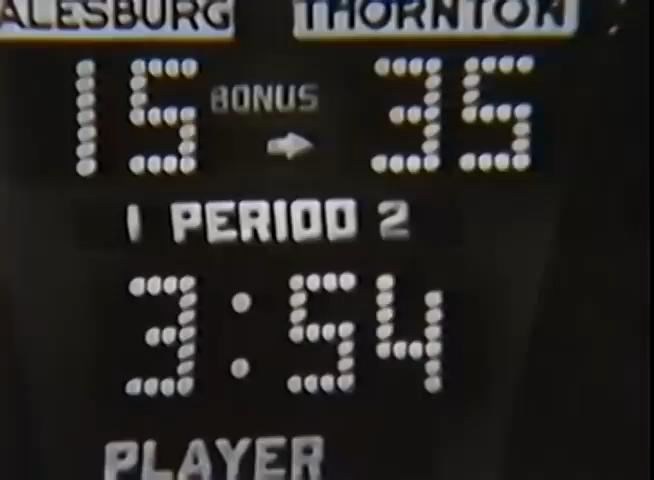 ALESBURG THORNTON
15 BONUS 35
1 PERIOD 2
3:54
PLAYER